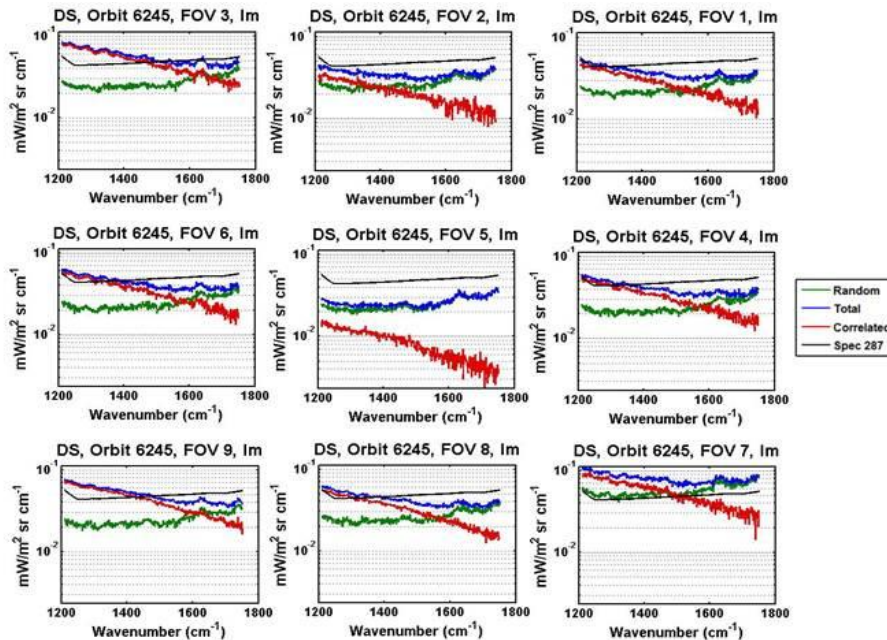 DS, Orbit 6245, FOV 3, Im
DS, Orbit 6245, FOV 2, Im
DS, Orbit 6245, FOV 1, Im
10⁻¹
10⁻²
mW/m² sr cm⁻¹
1200 1400 1600 1800
Wavenumber (cm⁻¹)
10⁻¹
10⁻²
mW/m² sr cm⁻¹
1200 1400 1600 1800
Wavenumber (cm⁻¹)
10⁻¹
10⁻²
mW/m² sr cm⁻¹
1200 1400 1600 1800
Wavenumber (cm⁻¹)
DS, Orbit 6245, FOV 6, Im
DS, Orbit 6245, FOV 5, Im
DS, Orbit 6245, FOV 4, Im
10⁻¹
10⁻²
mW/m² sr cm⁻¹
1200 1400 1600 1800
Wavenumber (cm⁻¹)
10⁻¹
10⁻²
mW/m² sr cm⁻¹
1200 1400 1600 1800
Wavenumber (cm⁻¹)
10⁻¹
10⁻²
mW/m² sr cm⁻¹
1200 1400 1600 1800
Wavenumber (cm⁻¹)
Random
Total
Correlated
Spec 287
DS, Orbit 6245, FOV 9, Im
DS, Orbit 6245, FOV 8, Im
DS, Orbit 6245, FOV 7, Im
10⁻¹
10⁻²
mW/m² sr cm⁻¹
1200 1400 1600 1800
Wavenumber (cm⁻¹)
10⁻¹
10⁻²
mW/m² sr cm⁻¹
1200 1400 1600 1800
Wavenumber (cm⁻¹)
10⁻¹
10⁻²
mW/m² sr cm⁻¹
1200 1400 1600 1800
Wavenumber (cm⁻¹)